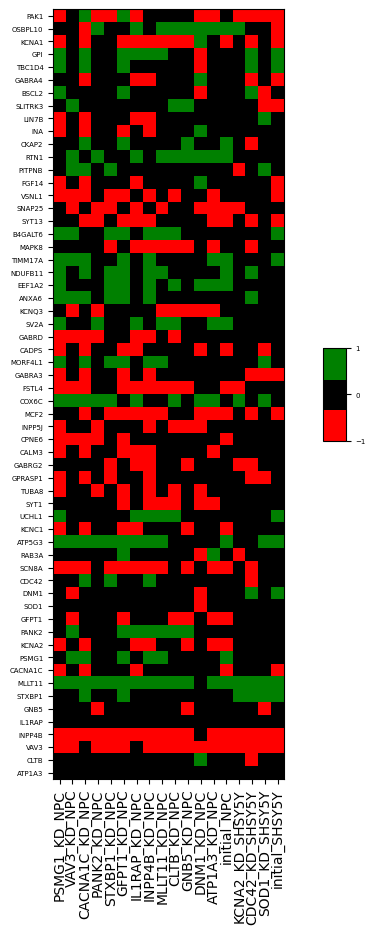 PAK1
OSBPL10
KCNA1
GPI
TBC1D4
GABRA4
BSCL2
SLITRK3
LIN7B
INA
CKAP2
RTN1
PITPNB
FGF14
VSNL1
SNAP25
SYT13
B4GALT6
MAPK8
TIMM17A
NDUFB11
EEF1A2
ANXA6
KCNQ3
SV2A
GABRD
CADPS
MORF4L1
GABRA3
FSTL4
COX6C
MCF2
INPP5J
CPNE6
CALM3
GABRG2
GPRASP1
TUBA8
SYT1
UCHL1
KCNC1
ATP5G3
RAB3A
SCN8A
CDC42
DNM1
SOD1
GFPT1
PANK2
KCNA2
PSMG1
CACNA1C
MLLT11
STXBP1
GNB5
IL1RAP
INPP4B
VAV3
CLTB
ATP1A3
PSMG1_KD_NPC
VAV3_KD_NPC
CACNA1C_KD_NPC
PANK2_KD_NPC
STXBP1_KD_NPC
GFPT1_KD_NPC
IL1RAP_KD_NPC
INPP4B_KD_NPC
MLLT11_KD_NPC
CLTB_KD_NPC
GNB5_KD_NPC
DNM1_KD_NPC
ATP1A3_KD_NPC
initial_NPC
KCNA2_KD_SHSY5Y
CDC42_KD_SHSY5Y
SOD1_KD_SHSY5Y
initial_SHSY5Y
1
0
−1